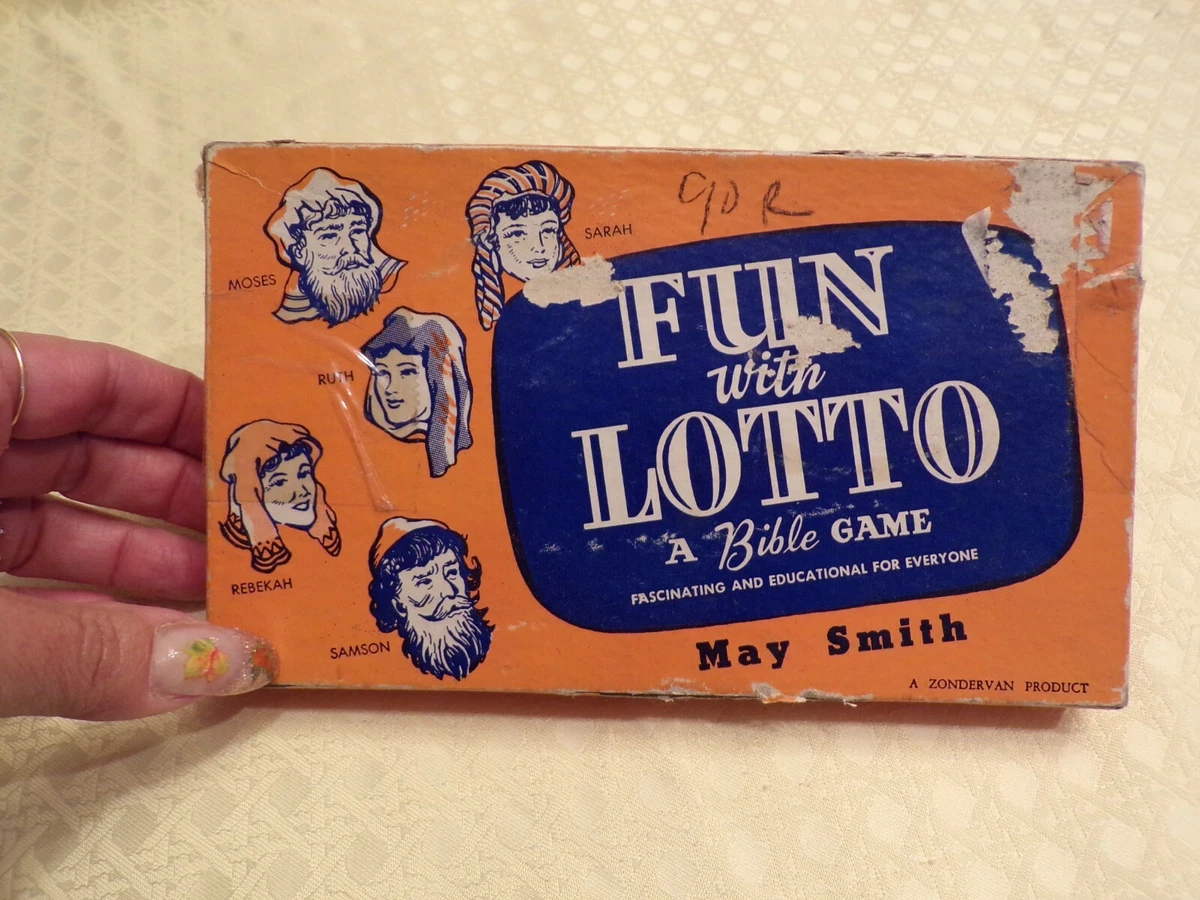 MOSES
SARAH
RUTH
REBEKAH
SAMSON
FUN
with
LOTTO
A Bible GAME
FASCINATING AND EDUCATIONAL FOR EVERYONE
May Smith
A ZONDERVAN PRODUCT